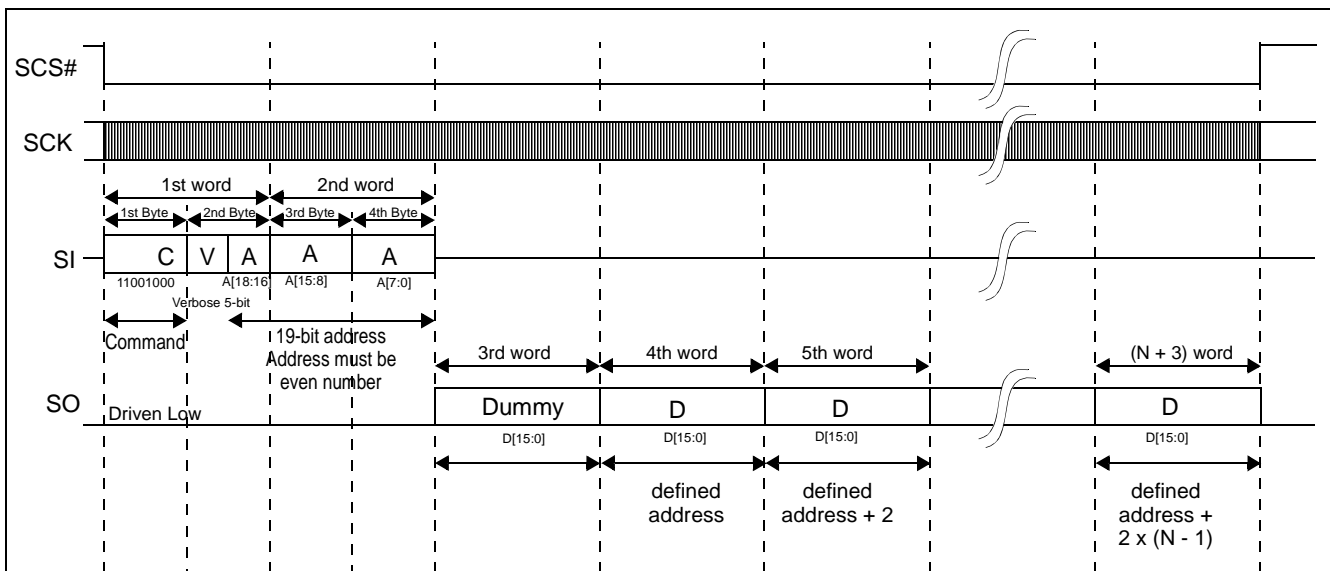 SCS#
SCK
1st word
2nd word
1st Byte
2nd Byte
3rd Byte
4th Byte
SI
C
V
A
A
A
11001000
A[18:16]
A[15:8]
A[7:0]
Verbose 5-bit
Command
19-bit address
Address must be
even number
3rd word
4th word
5th word
(N + 3) word
SO
Driven Low
Dummy
D
D
D
D[15:0]
D[15:0]
D[15:0]
D[15:0]
defined
address
defined
address + 2
defined
address +
2 x (N - 1)